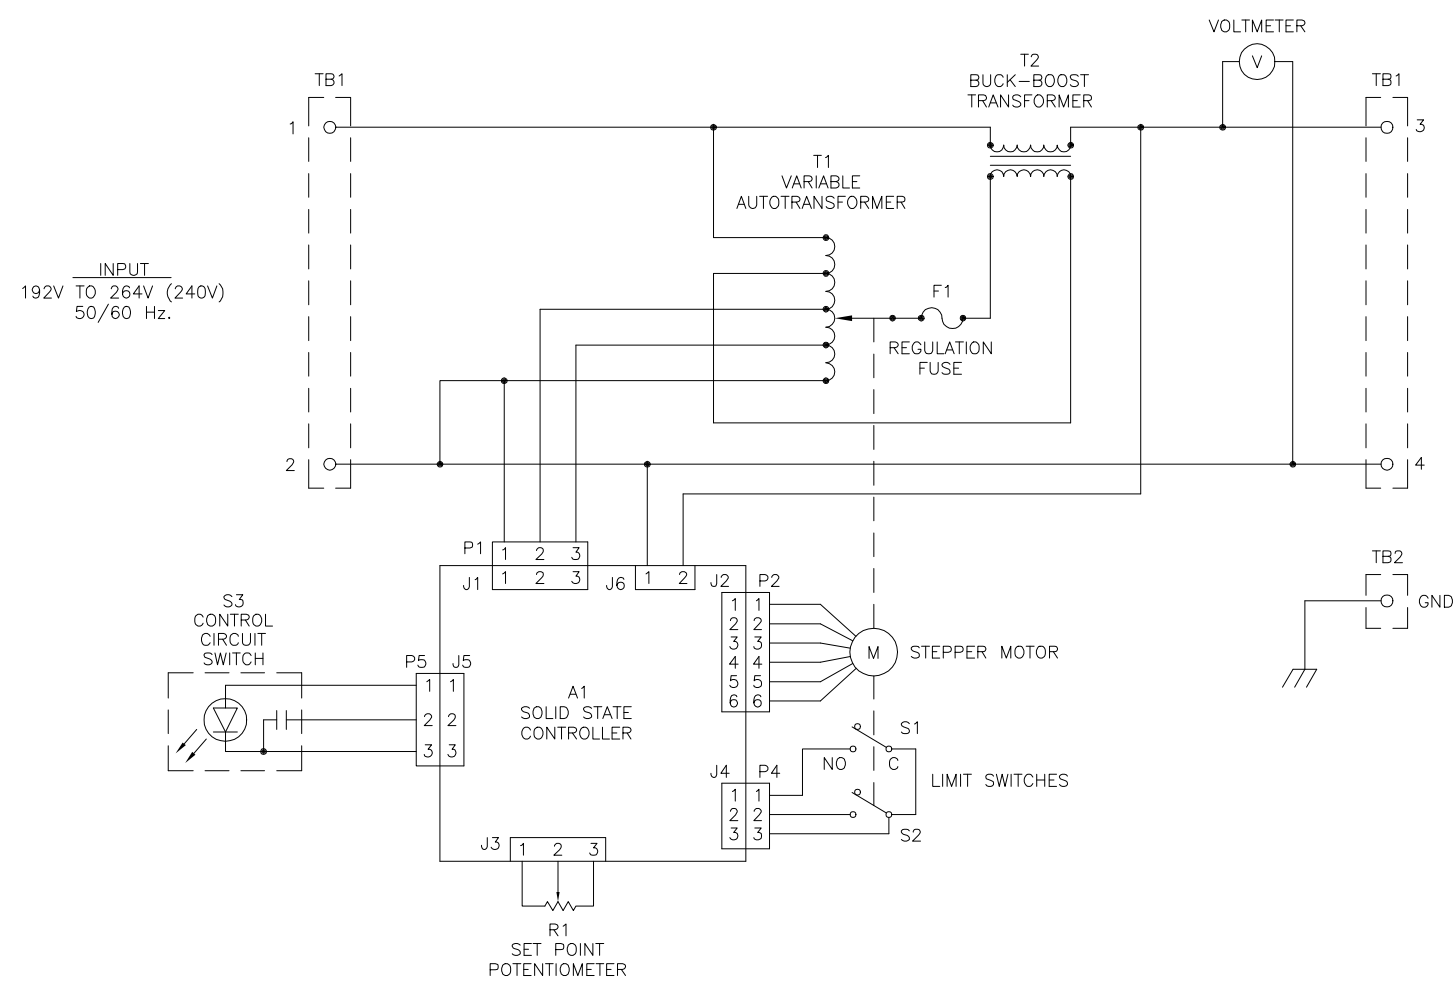 VOLTMETER
V
T2
BUCK-BOOST
TRANSFORMER
TB1
TB1
1
3
T1
VARIABLE
AUTOTRANSFORMER
INPUT
192V TO 264V (240V)
50/60 Hz.
F1
REGULATION
FUSE
2
4
P1
1 2 3
J1
1 2 3
J6
1 2
J2
P2
1 1
2 2
3 3
4 4
5 5
6 6
M
STEPPER MOTOR
TB2
GND
S3
CONTROL
CIRCUIT
SWITCH
P5
J5
1 1
2 2
3 3
A1
SOLID STATE
CONTROLLER
S1
NO
C
LIMIT SWITCHES
S2
J4
P4
1 1
2 2
3 3
J3
1 2 3
R1
SET POINT
POTENTIOMETER